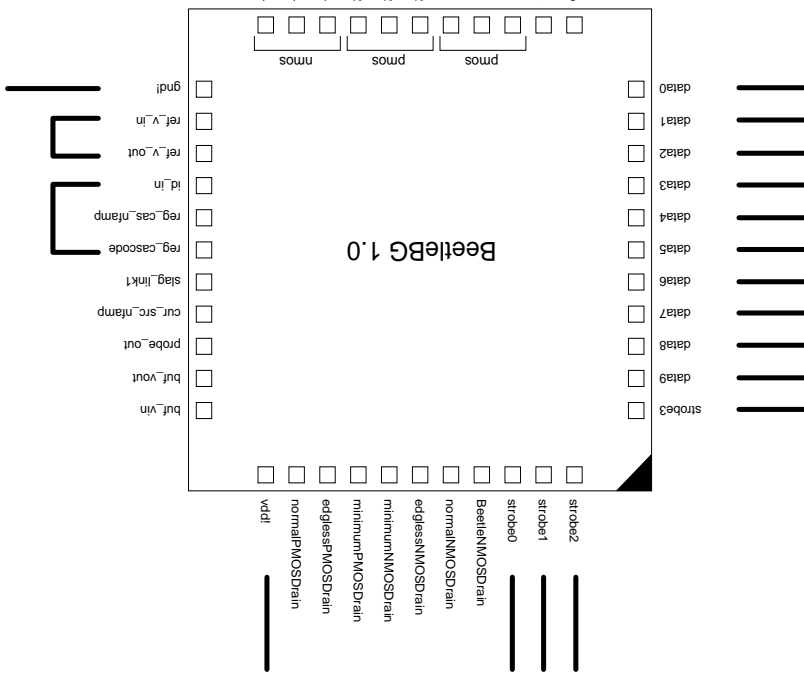 nmos
pmos
pmos
gnd!
ref_v_in
ref_v_out
id_in
reg_cas_nfamp
reg_cascode
slag_link1
cur_src_nfamp
probe_out
buf_vout
buf_vin
BeetleBG 1.0
data0
data1
data2
data3
data4
data5
data6
data7
data8
data9
strobe3
vdd!
normalPMOSDrain
edglessPMOSDrain
minimumPMOSDrain
minimumNMOSDrain
edglessNMOSDrain
normalNMOSDrain
BeetleNMOSDrain
strobe0
strobe1
strobe2